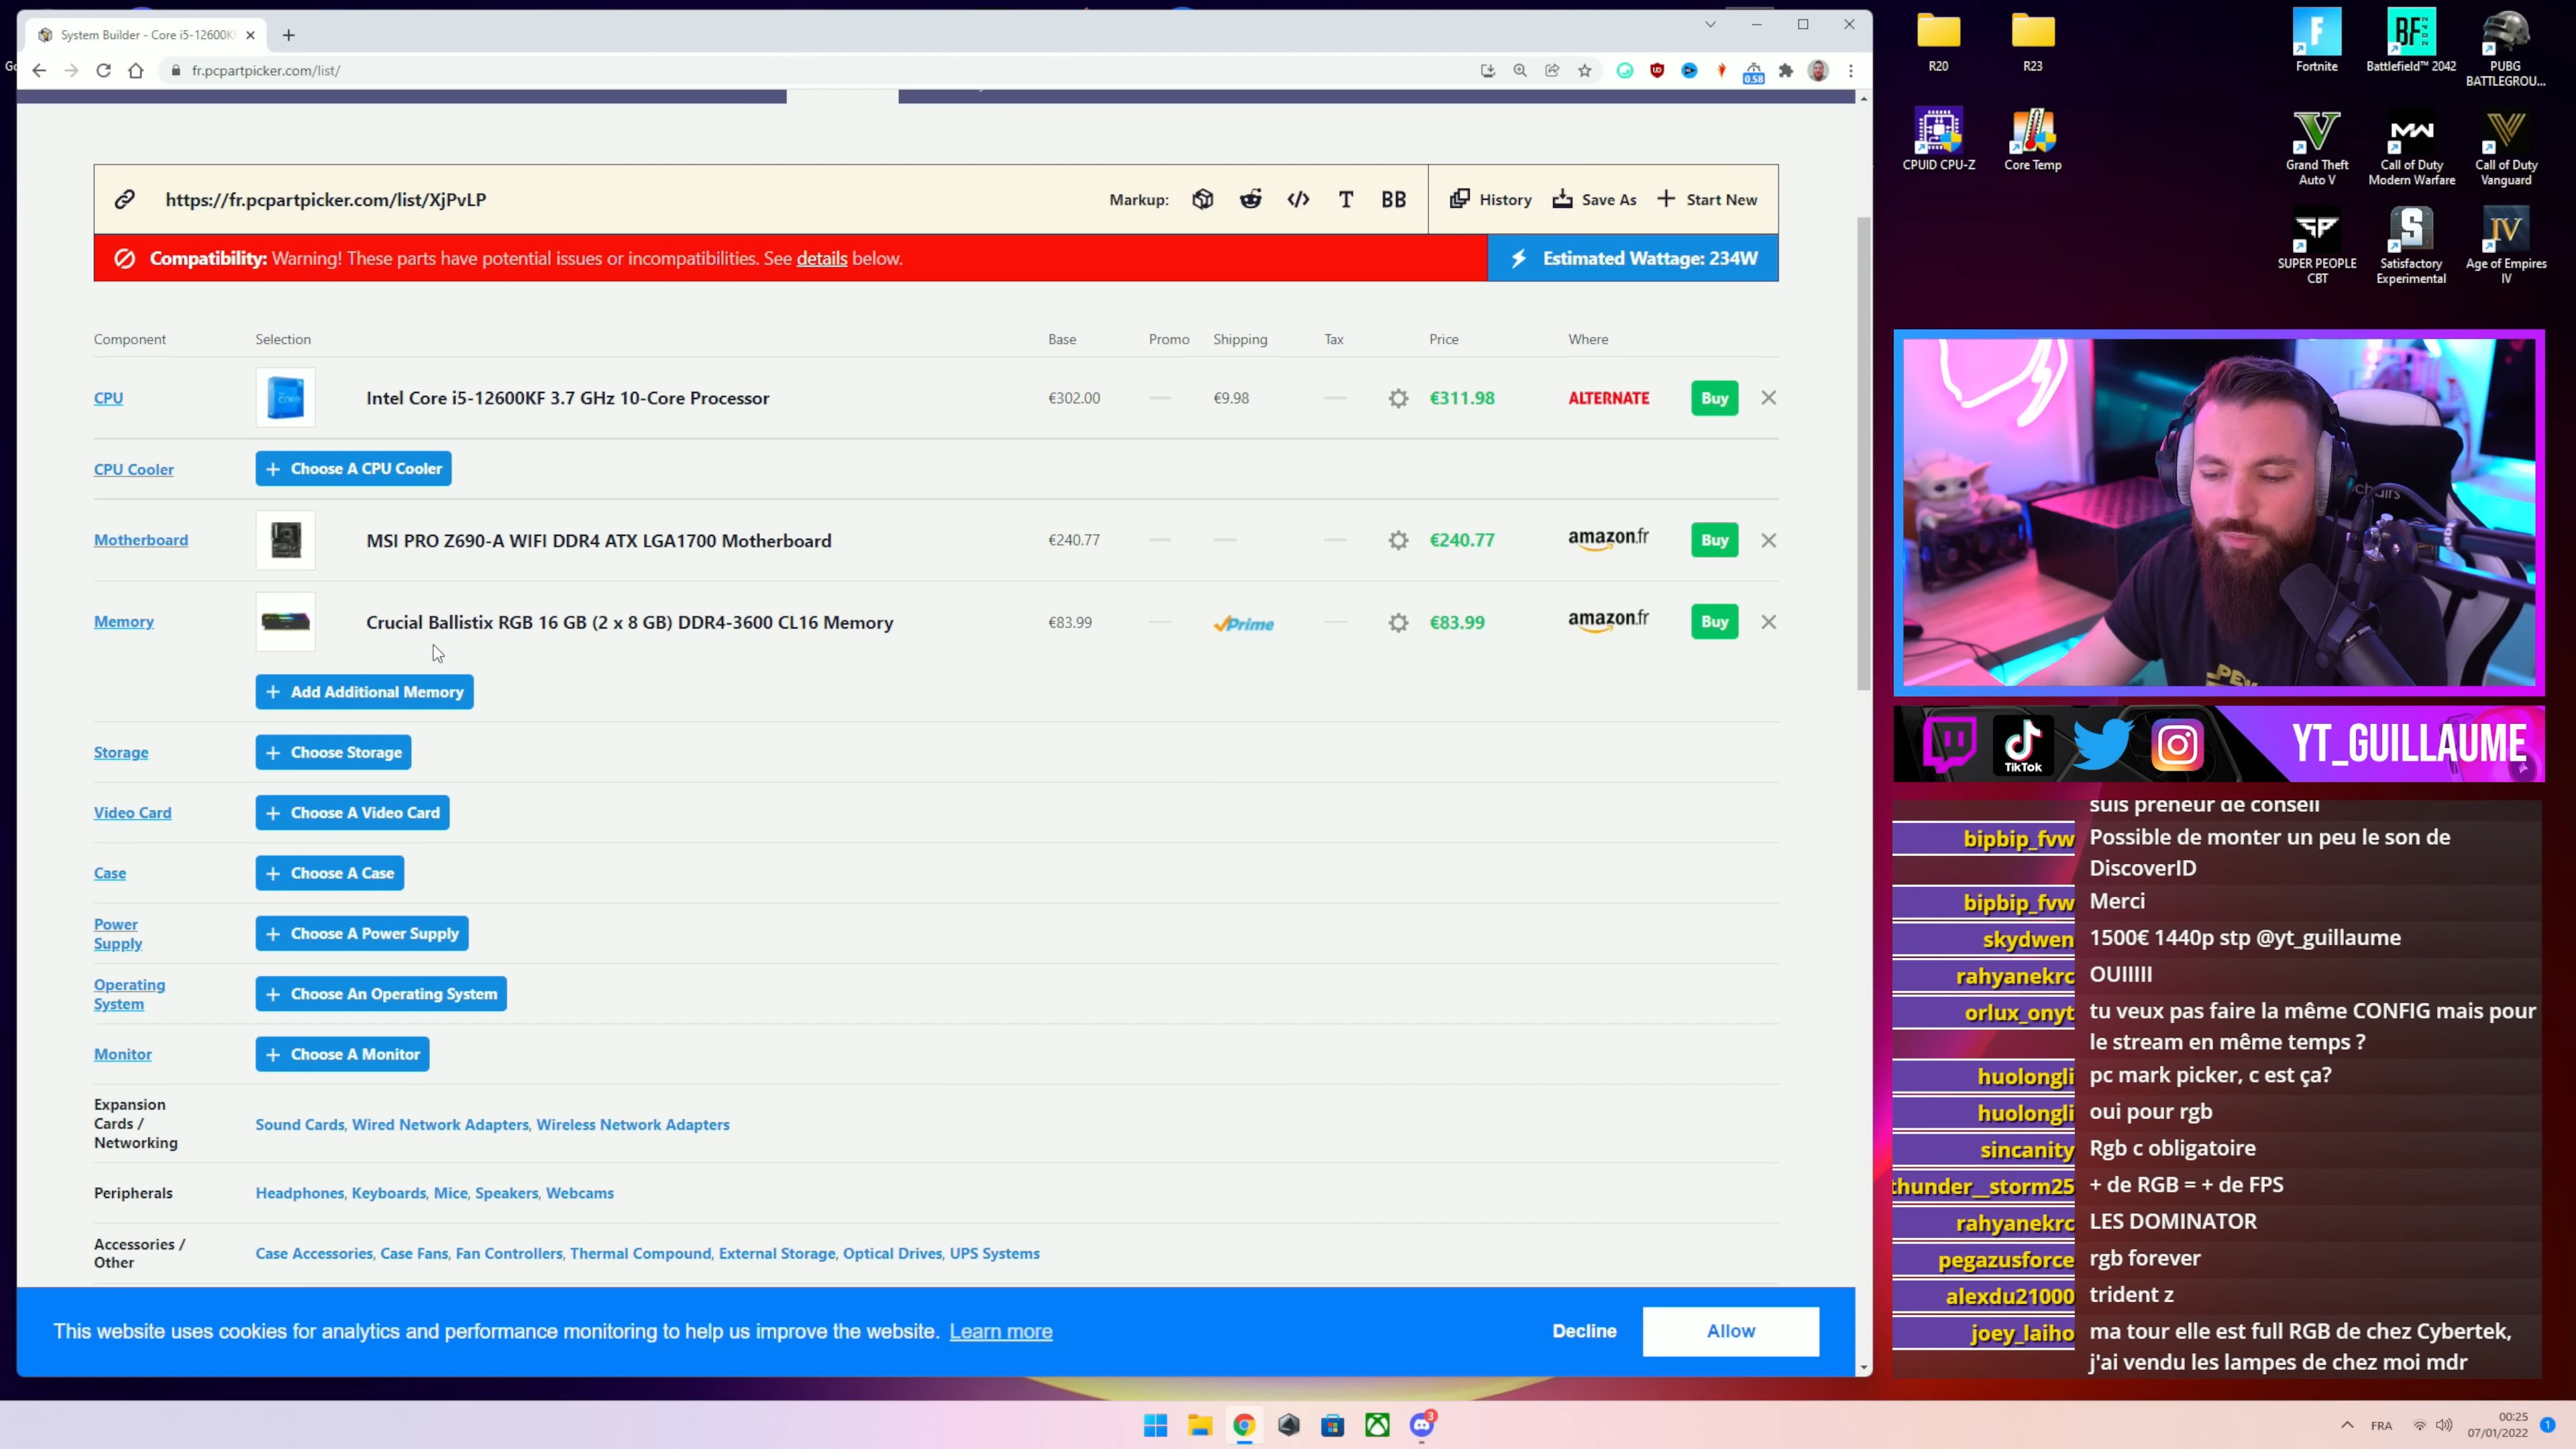 System Builder - Core i5-12600K
fr.pcpartpicker.com/list/
0.58
https://fr.pcpartpicker.com/list/XjPvLP
Markup:
BB
History
Save As
Start New
Compatibility: Warning! These parts have potential issues or incompatibilities. See details below.
Estimated Wattage: 234W
Component Selection Base Promo Shipping Tax Price Where
CPU Intel Core i5-12600KF 3.7 GHz 10-Core Processor €302.00 €9.98 €311.98 ALTERNATE Buy
CPU Cooler + Choose A CPU Cooler
Motherboard MSI PRO Z690-A WIFI DDR4 ATX LGA1700 Motherboard €240.77 €240.77 amazon.fr Buy
Memory Crucial Ballistix RGB 16 GB (2 x 8 GB) DDR4-3600 CL16 Memory €83.99 Prime €83.99 amazon.fr Buy
+ Add Additional Memory
Storage + Choose Storage
Video Card + Choose A Video Card
Case + Choose A Case
Power
Supply
+ Choose A Power Supply
Operating
System
+ Choose An Operating System
Monitor + Choose A Monitor
Expansion
Cards /
Networking
Sound Cards, Wired Network Adapters, Wireless Network Adapters
Peripherals Headphones, Keyboards, Mice, Speakers, Webcams
Accessories /
Other
Case Accessories, Case Fans, Fan Controllers, Thermal Compound, External Storage, Optical Drives, UPS Systems
This website uses cookies for analytics and performance monitoring to help us improve the website. Learn more
Decline
Allow
R20
R23
CPUID CPU-Z
Core Temp
Fortnite
BF 2042
Battlefield™ 2042
PUBG
BATTLEGROU...
Grand Theft
Auto V
Call of Duty
Modern Warfare
Call of Duty
Vanguard
SUPER PEOPLE
CBT
Satisfactory
Experimental
Age of Empires
IV
TikTok
YT_GUILLAUME
suis preneur de conseil
bipbip_fvw Possible de monter un peu le son de
DiscoverID
bipbip_fvw Merci
skydwen 1500€ 1440p stp @yt_guillaume
rahyanekrc OUIIIII
orlux_onyt tu veux pas faire la même CONFIG mais pour
le stream en même temps ?
huolongli pc mark picker, c est ça?
huolongli oui pour rgb
sincanity Rgb c obligatoire
thunder__storm25 + de RGB = + de FPS
rahyanekrc LES DOMINATOR
pegazusforce rgb forever
alexdu21000 trident z
joey_laiho ma tour elle est full RGB de chez Cybertek,
j'ai vendu les lampes de chez moi mdr
3
FRA
00:25
07/01/2022
1